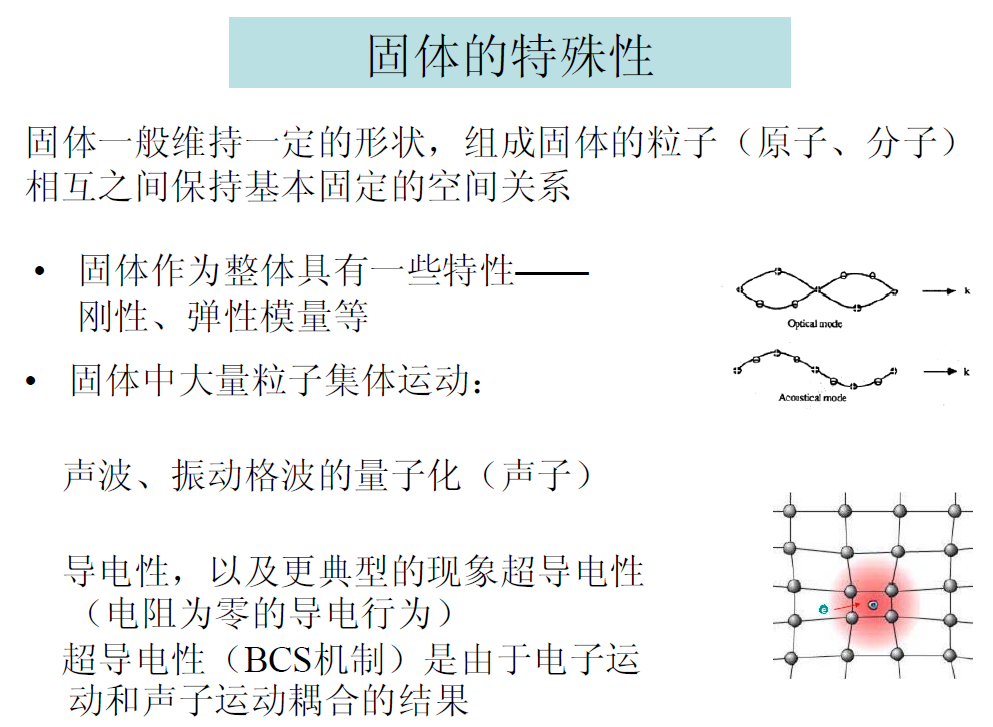 固体的特殊性
固体一般维持一定的形状，组成固体的粒子（原子、分子）
相互之间保持基本固定的空间关系
• 固体作为整体具有一些特性——
刚性、弹性模量等
• 固体中大量粒子集体运动：
k
Optical mode
k
Acoustical mode
声波、振动格波的量子化（声子）
导电性，以及更典型的现象超导电性
（电阻为零的导电行为）
超导电性（BCS机制）是由于电子运
动和声子运动耦合的结果
e